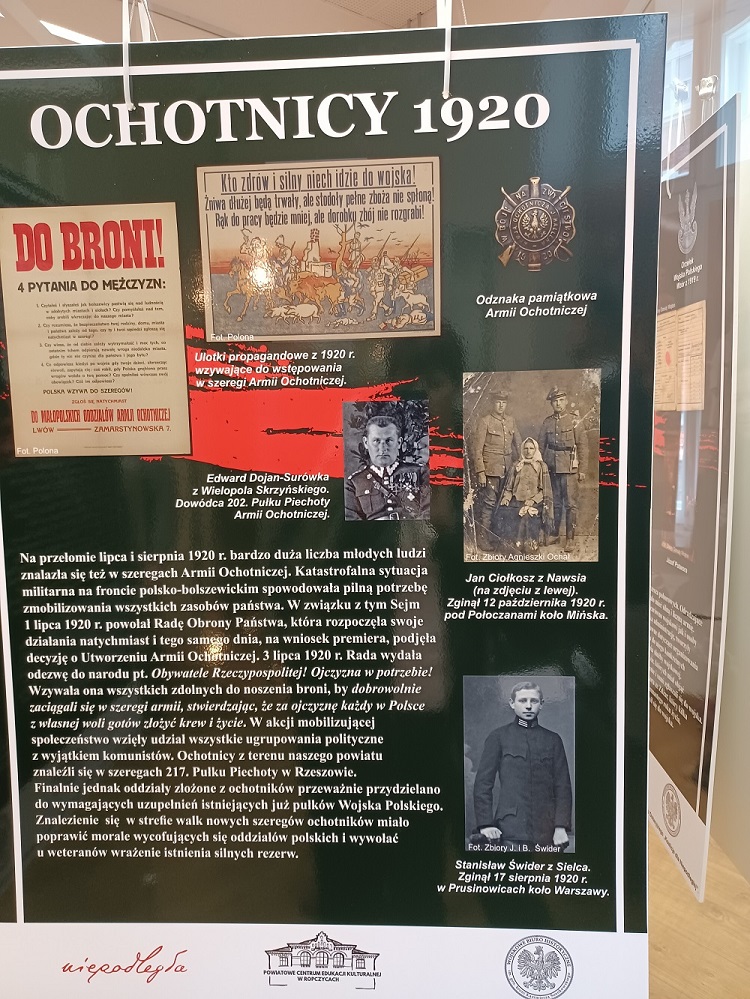 OCHOTNICY 1920
DO BRONI!
4 PYTANIA DO MĘŻCZYZN:
POLSKA WZYWA DO SZEREGÓW!
ZGŁOŚ SIĘ NATYCHMIAST
DO MAŁOPOLSKICH ODDZIAŁÓW ARMJI OCHOTNICZEJ
LWÓW ZAMARSTYNOWSKA 7.
Fot. Polona
Kto zdrów i silny niech idzie do wojska!
Żniwa dłużej będą trwały, ale stodoły pełne zboża nie spłoną!
Rąk do pracy będzie mniej, ale dorobku zbój nie rozgrabi!
Fot. Polona
Ulotki propagandowe z 1920 r.
wzywające do wstępowania
w szeregi Armii Ochotniczej.
Odznaka pamiątkowa
Armii Ochotniczej
Edward Dojan-Surówka
z Wielopola Skrzyńskiego.
Dowódca 202. Pułku Piechoty
Armii Ochotniczej.
Fot. Zbiory Agnieszki Ochał
Jan Ciołkosz z Nawsia
(na zdjęciu z lewej).
Zginął 12 października 1920 r.
pod Połoczanami koło Mińska.
Na przełomie lipca i sierpnia 1920 r. bardzo duża liczba młodych ludzi
znalazła się też w szeregach Armii Ochotniczej. Katastrofalna sytuacja
militarna na froncie polsko-bolszewickim spowodowała pilną potrzebę
zmobilizowania wszystkich zasobów państwa. W związku z tym Sejm
1 lipca 1920 r. powołał Radę Obrony Państwa, która rozpoczęła swoje
działania natychmiast i tego samego dnia, na wniosek premiera, podjęła
decyzję o Utworzeniu Armii Ochotniczej. 3 lipca 1920 r. Rada wydała
odezwę do narodu pt. Obywatele Rzeczypospolitej! Ojczyzna w potrzebie!
Wzywała ona wszystkich zdolnych do noszenia broni, by dobrowolnie
zaciągali się w szeregi armii, stwierdzając, że za ojczyznę każdy w Polsce
z własnej woli gotów złożyć krew i życie. W akcji mobilizującej
społeczeństwo wzięły udział wszystkie ugrupowania polityczne
z wyjątkiem komunistów. Ochotnicy z terenu naszego powiatu
znaleźli się w szeregach 217. Pułku Piechoty w Rzeszowie.
Finalnie jednak oddziały złożone z ochotników przeważnie przydzielano
do wymagających uzupełnień istniejących już pułków Wojska Polskiego.
Znalezienie się w strefie walk nowych szeregów ochotników miało
poprawić morale wycofujących się oddziałów polskich i wywołać
u weteranów wrażenie istnienia silnych rezerw.
Fot. Zbiory J. i B. Świder
Stanisław Świder z Sielca.
Zginął 17 sierpnia 1920 r.
w Prusinowicach koło Warszawy.
niepodległa
POWIATOWE CENTRUM EDUKACJI KULTURALNEJ
W ROPCZYCACH
WOJSKOWE BIURO HISTORYCZNE
Orzełek
Wojska Polskiego